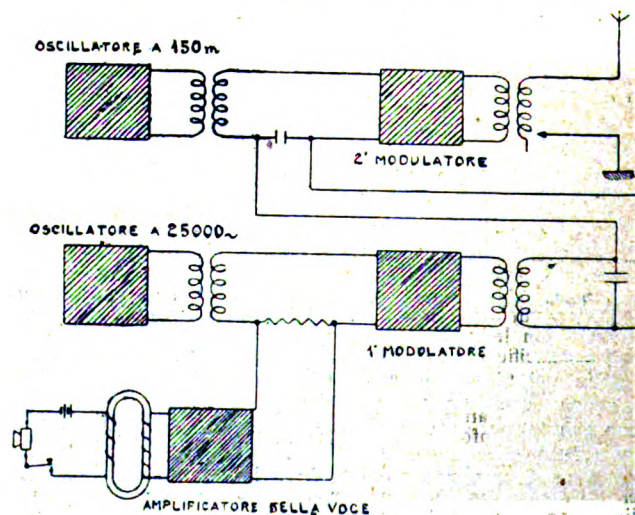 OSCILLATORE A 150m
2° MODULATORE
OSCILLATORE A 25000~
1° MODULATORE
AMPLIFICATORE DELLA VOCE